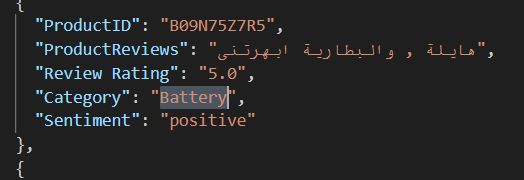 {
"ProductID": "B09N75Z7R5",
"ProductReviews": "هايلة , والبطارية ابهرتنى",
"Review Rating": "5.0",
"Category": "Battery",
"Sentiment": "positive"
},
{